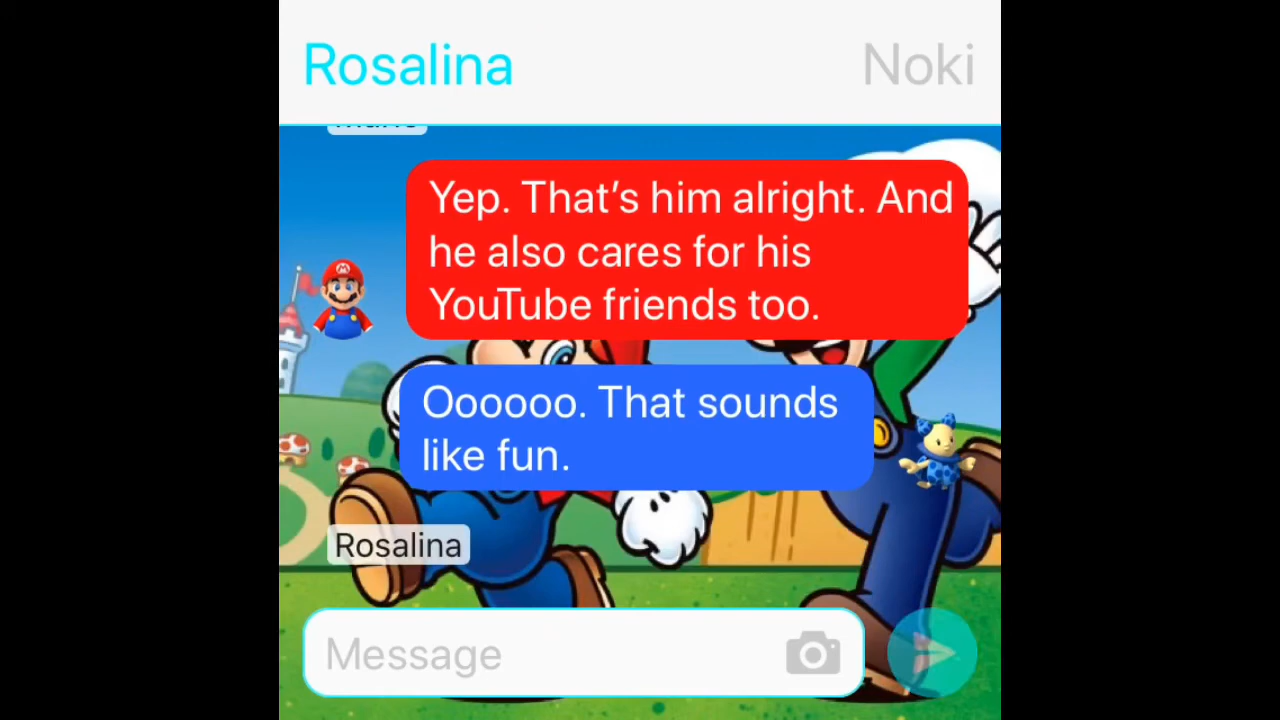 Rosalina Noki
Yep. That's him alright. And
he also cares for his
YouTube friends too.
Oooooo. That sounds
like fun.
Rosalina
Message